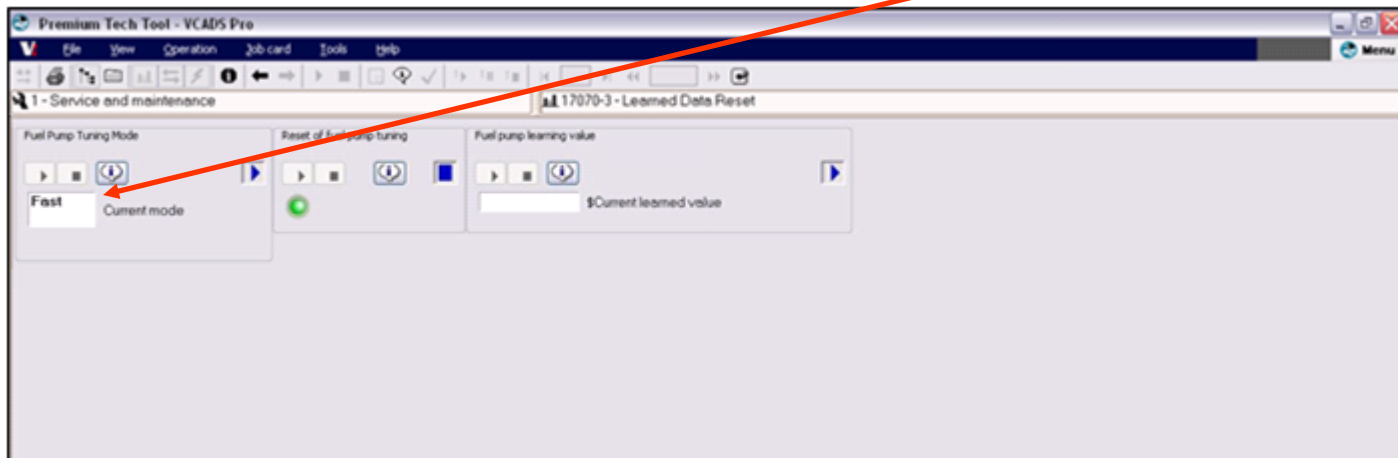 Premium Tech Tool - VCADS Pro
File View Operation Job card Tools Help
Menu
1 - Service and maintenance
17070-3 - Learned Data Reset
Fuel Pump Tuning Mode
Reset of fuel pump tuning
Fuel pump learning value
Fast
Current mode
$Current learned value